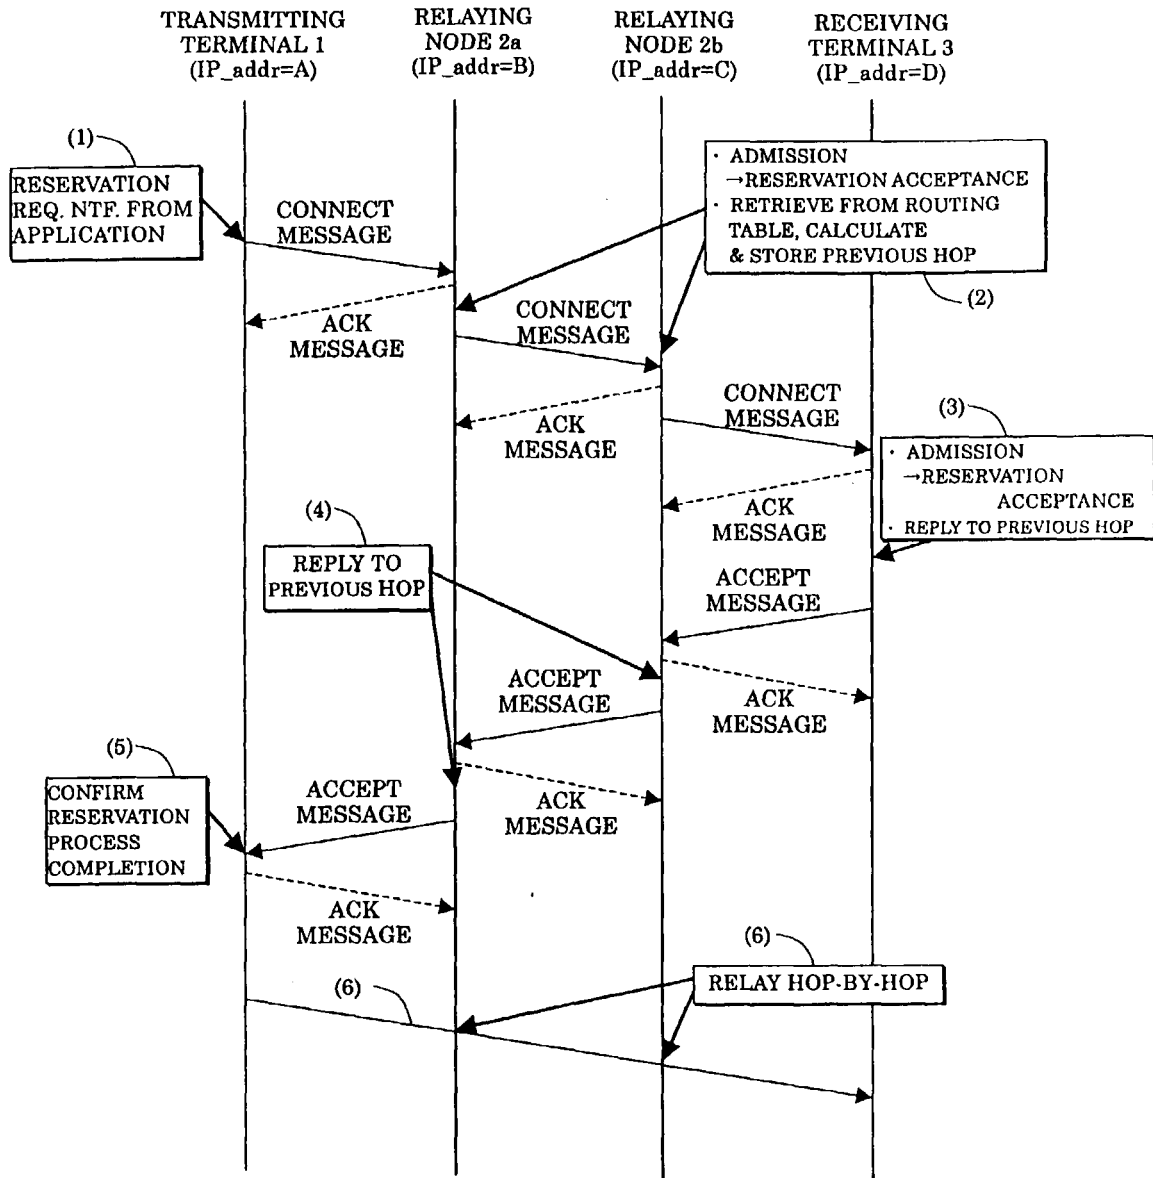 TRANSMITTING
TERMINAL 1
(IP_addr=A)
RELAYING
NODE 2a
(IP_addr=B)
RELAYING
NODE 2b
(IP_addr=C)
RECEIVING
TERMINAL 3
(IP_addr=D)
(1)
RESERVATION
REQ. NTF. FROM
APPLICATION
CONNECT
MESSAGE
· ADMISSION
→RESERVATION ACCEPTANCE
· RETRIEVE FROM ROUTING
TABLE, CALCULATE
& STORE PREVIOUS HOP
(2)
ACK
MESSAGE
CONNECT
MESSAGE
ACK
MESSAGE
CONNECT
MESSAGE
(3)
· ADMISSION
→RESERVATION
ACCEPTANCE
· REPLY TO PREVIOUS HOP
ACK
MESSAGE
(4)
REPLY TO
PREVIOUS HOP
ACCEPT
MESSAGE
ACK
MESSAGE
ACCEPT
MESSAGE
(5)
CONFIRM
RESERVATION
PROCESS
COMPLETION
ACK
MESSAGE
ACCEPT
MESSAGE
ACK
MESSAGE
(6)
RELAY HOP-BY-HOP
(6)